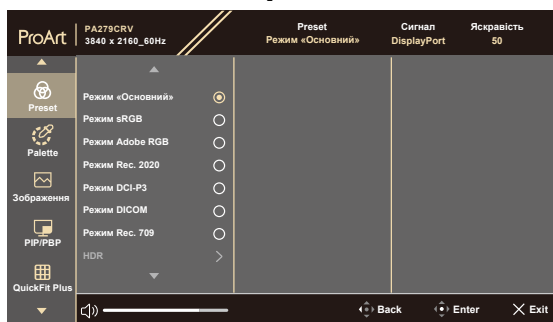 ProArt
PA279CRV
3840 x 2160_60Hz
Preset
Режим «Основний»
Сигнал
DisplayPort
Яскравість
50
Preset
Palette
Зображення
PIP/PBP
QuickFit Plus
Режим «Основний»
Режим sRGB
Режим Adobe RGB
Режим Rec. 2020
Режим DCI-P3
Режим DICOM
Режим Rec. 709
HDR
Back
Enter
Exit